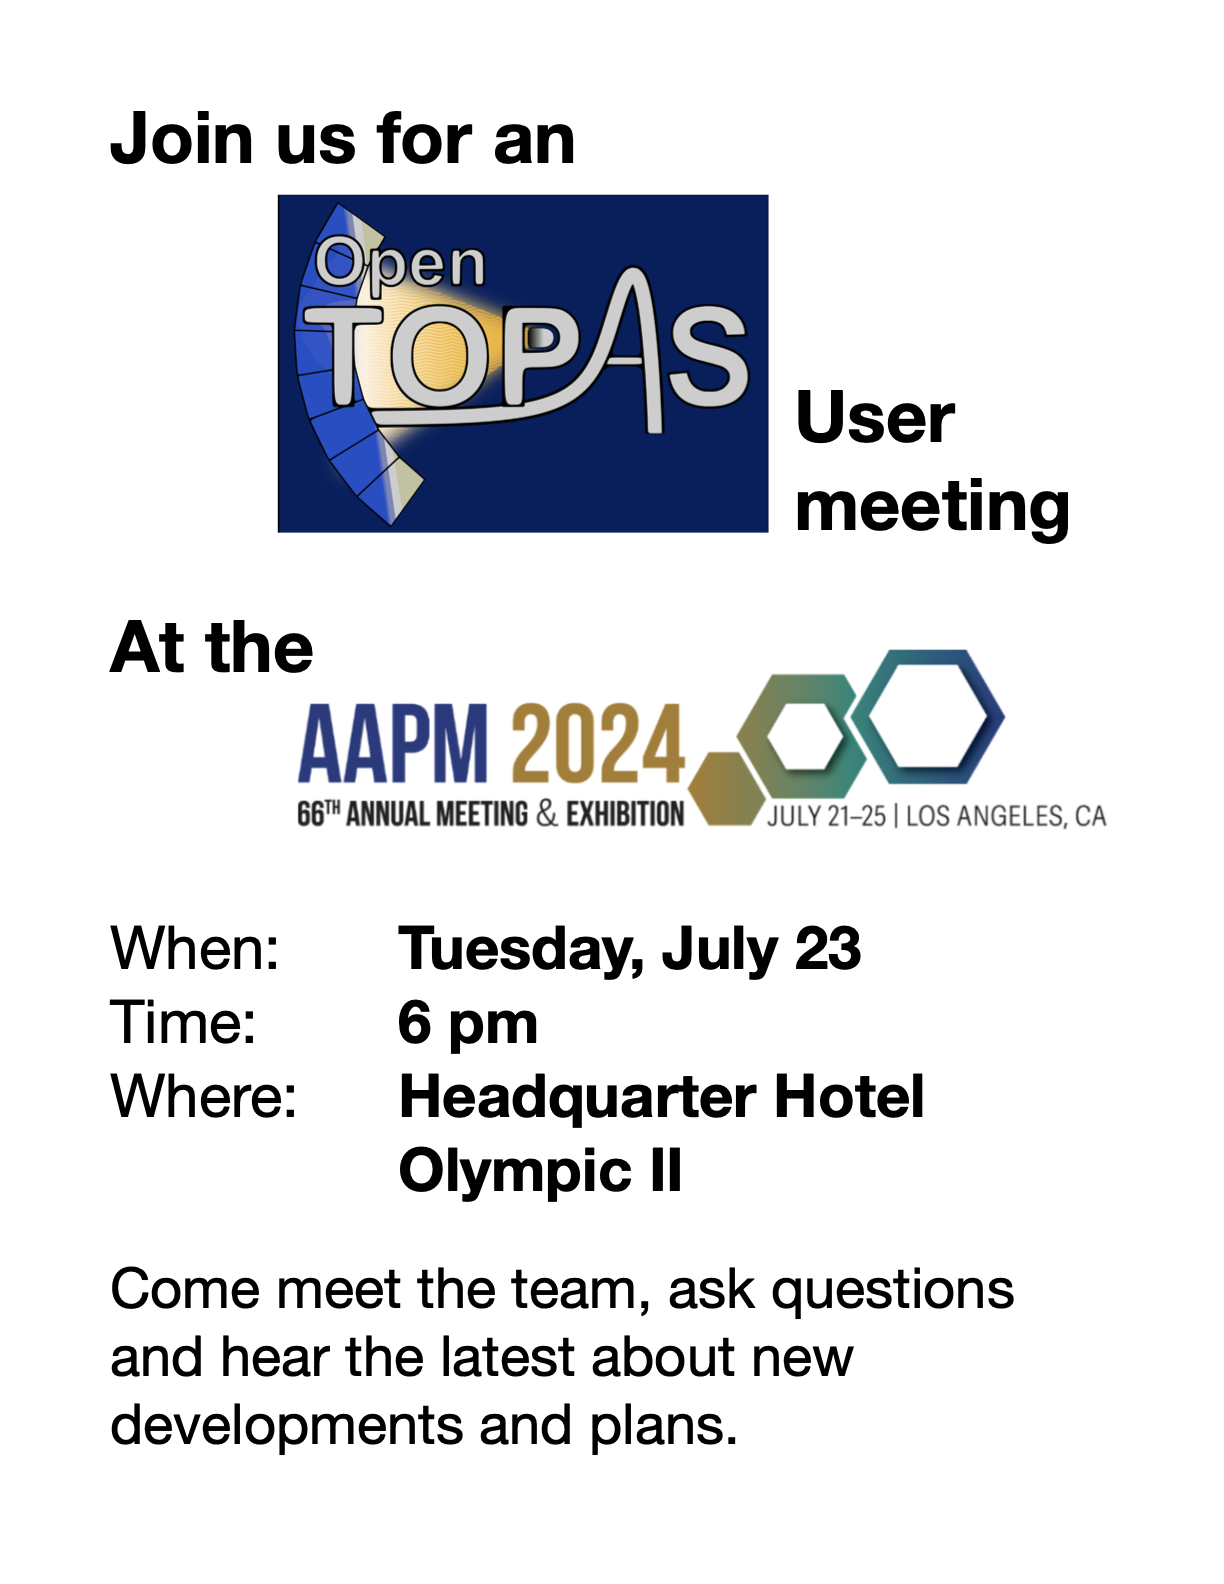 Join us for an
Open
TOPAS
User
meeting
At the
AAPM 2024
66TH ANNUAL MEETING & EXHIBITION
JULY 21–25 | LOS ANGELES, CA
When: Tuesday, July 23
Time: 6 pm
Where: Headquarter Hotel
Olympic II
Come meet the team, ask questions
and hear the latest about new
developments and plans.